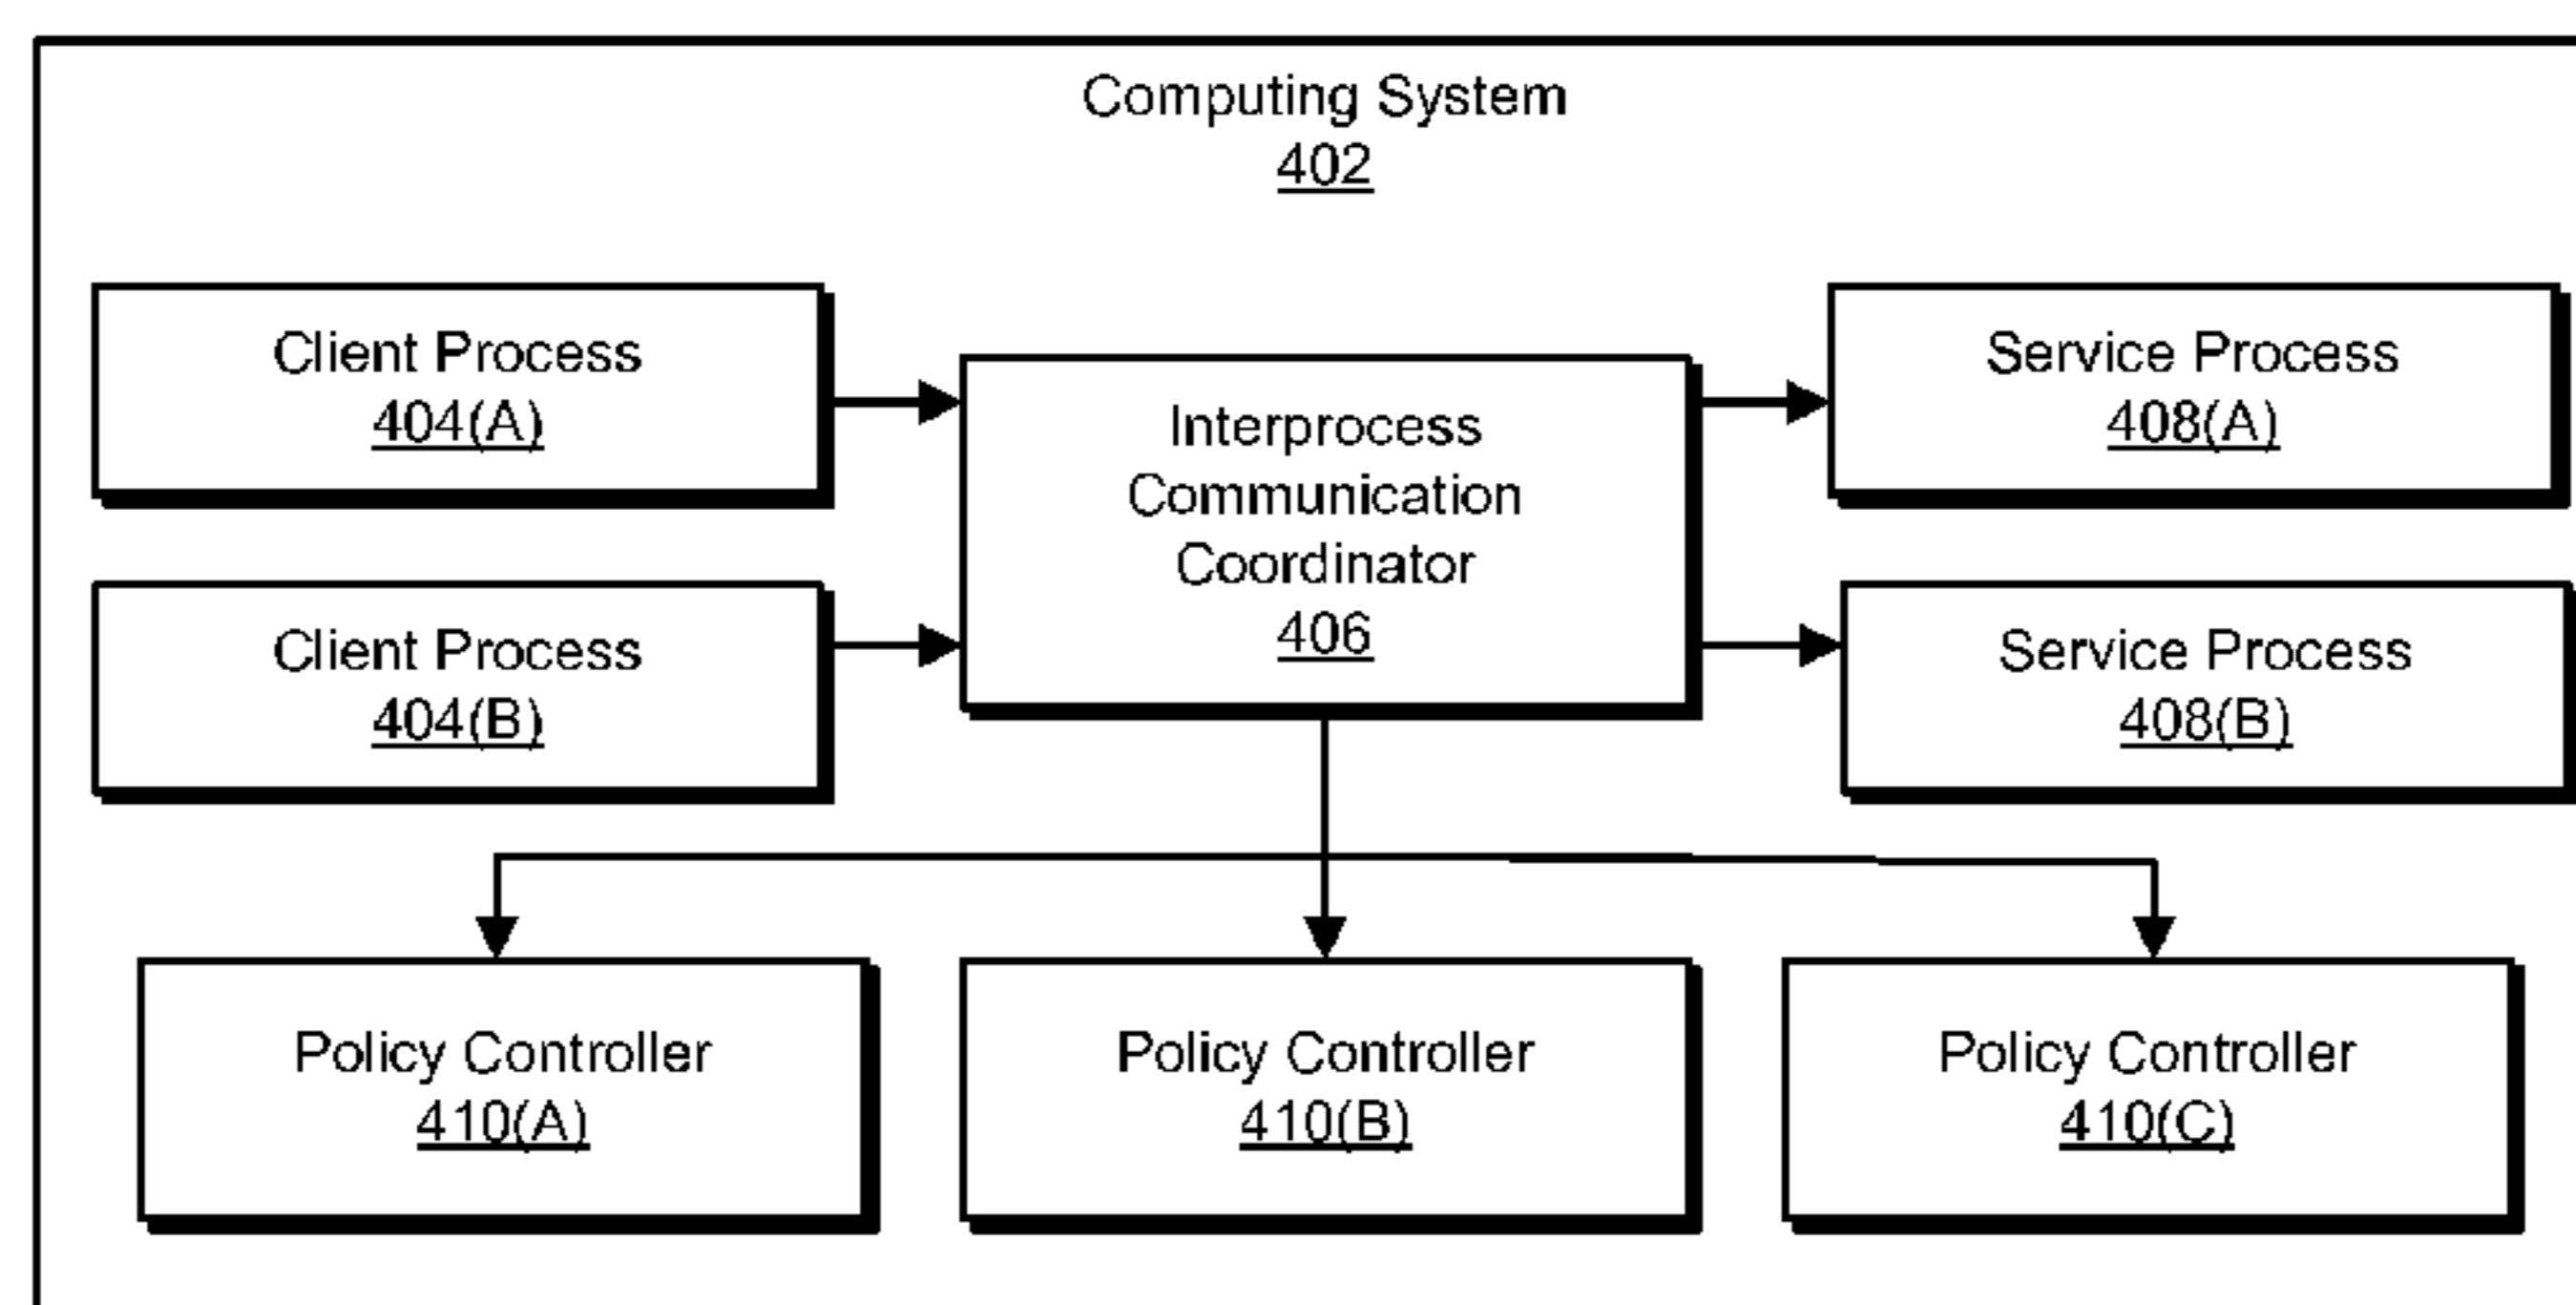 Computing System
402
Client Process
404(A)
Interprocess
Communication
Coordinator
406
Service Process
408(A)
Client Process
404(B)
Service Process
408(B)
Policy Controller
410(A)
Policy Controller
410(B)
Policy Controller
410(C)